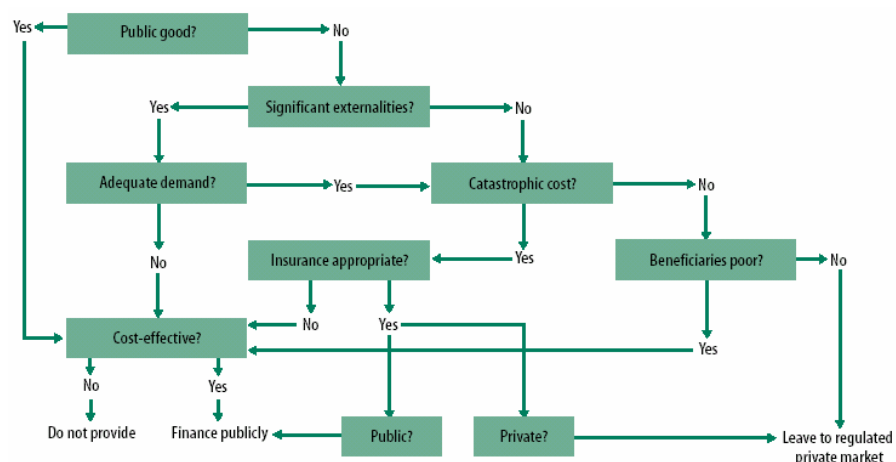 Yes
Public good?
No
Yes
Significant externalities?
No
Adequate demand?
Yes
Catastrophic cost?
No
No
Insurance appropriate?
Yes
Beneficiaries poor?
No
Cost-effective?
No
Yes
Yes
No
Yes
Do not provide
Finance publicly
Public?
Private?
Leave to regulated
private market